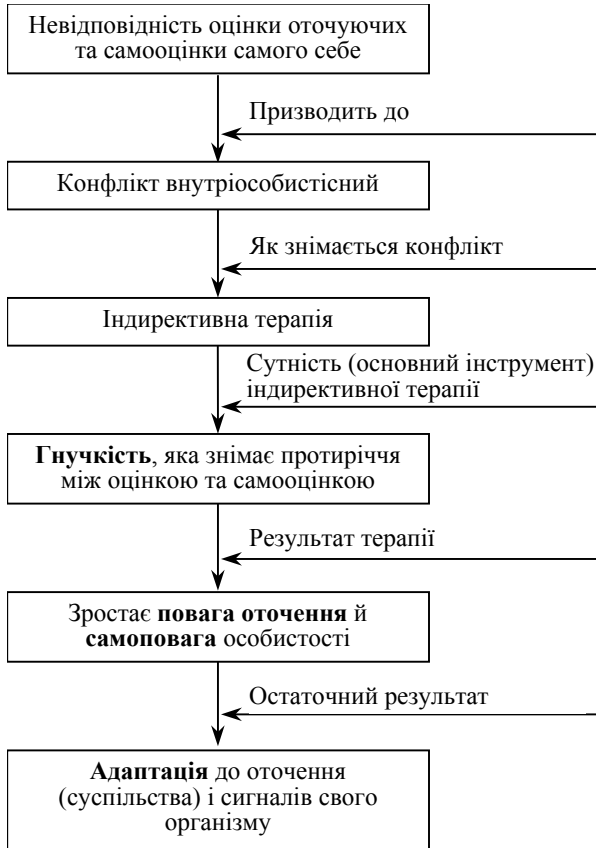 Невідповідність оцінки оточуючих
та самооцінки самого себе
Призводить до
Конфлікт внутріособистісний
Як знімається конфлікт
Індирективна терапія
Сутність (основний інструмент)
індирективної терапії
Гнучкість, яка знімає протиріччя
між оцінкою та самооцінкою
Результат терапії
Зростає повага оточення й
самоповага особистості
Остаточний результат
Адаптація до оточення
(суспільства) і сигналів свого
організму